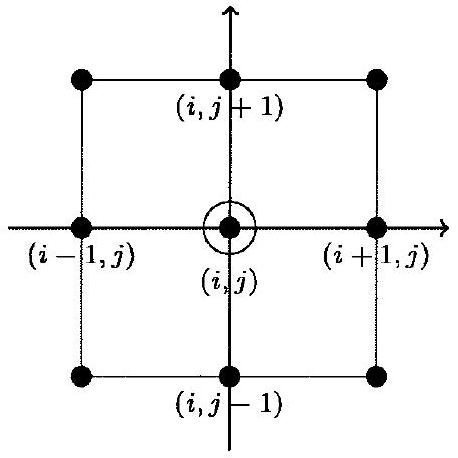 (i, j + 1)
(i − 1, j)
(i + 1, j)
(i, j)
(i, j − 1)